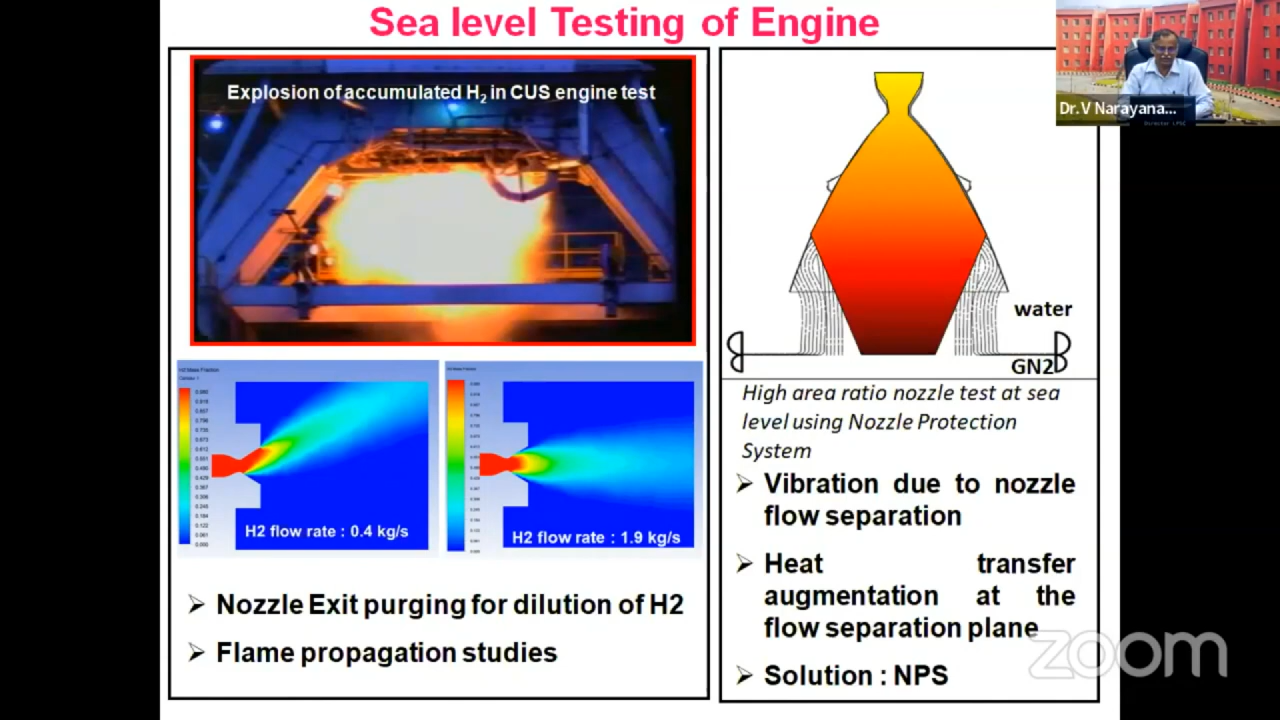 Sea level Testing of Engine
Explosion of accumulated H2 in CUS engine test
H2 flow rate : 0.4 kg/s
H2 flow rate : 1.9 kg/s
➢ Nozzle Exit purging for dilution of H2
➢ Flame propagation studies
water
GN2
High area ratio nozzle test at sea
level using Nozzle Protection
System
➢ Vibration due to nozzle
flow separation
➢ Heat transfer
augmentation at the
flow separation plane
➢ Solution : NPS
Dr.V Narayana...
zoom